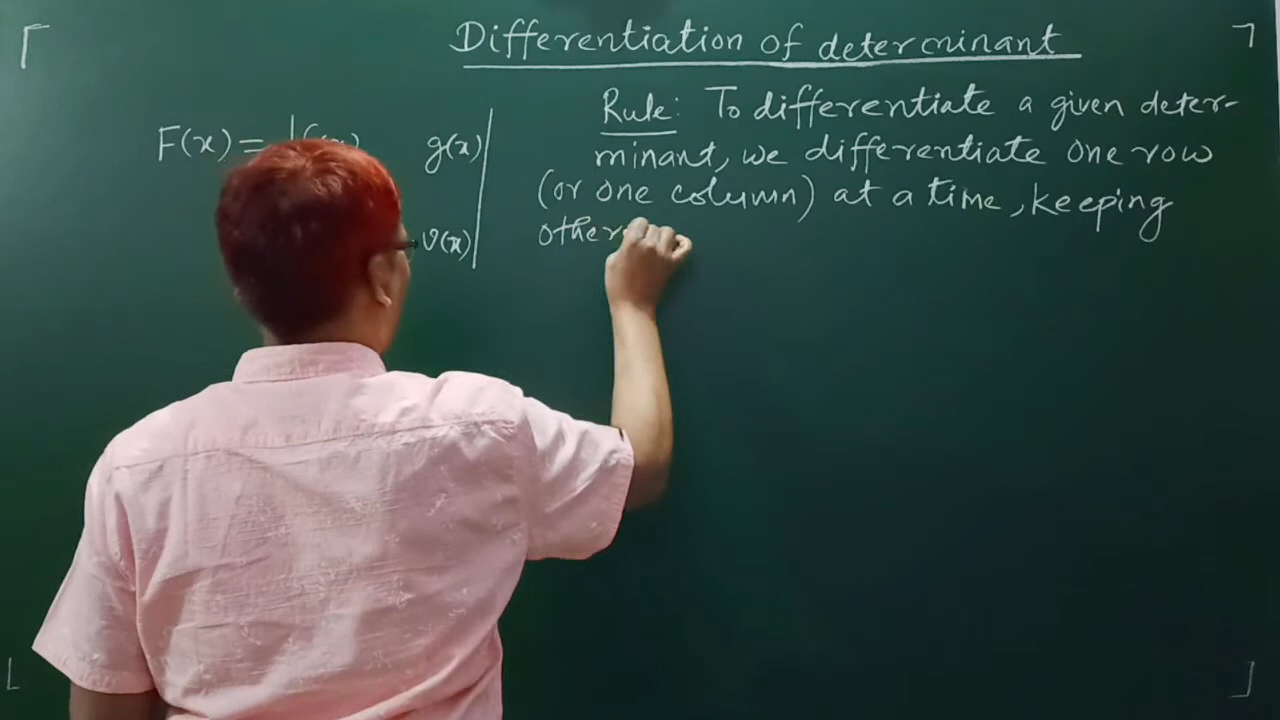 Differentiation of determinant
Rule: To differentiate a given deter-
minant, we differentiate one row
(or one column) at a time, keeping
other
F(x) = | g(x) |
v(x) |